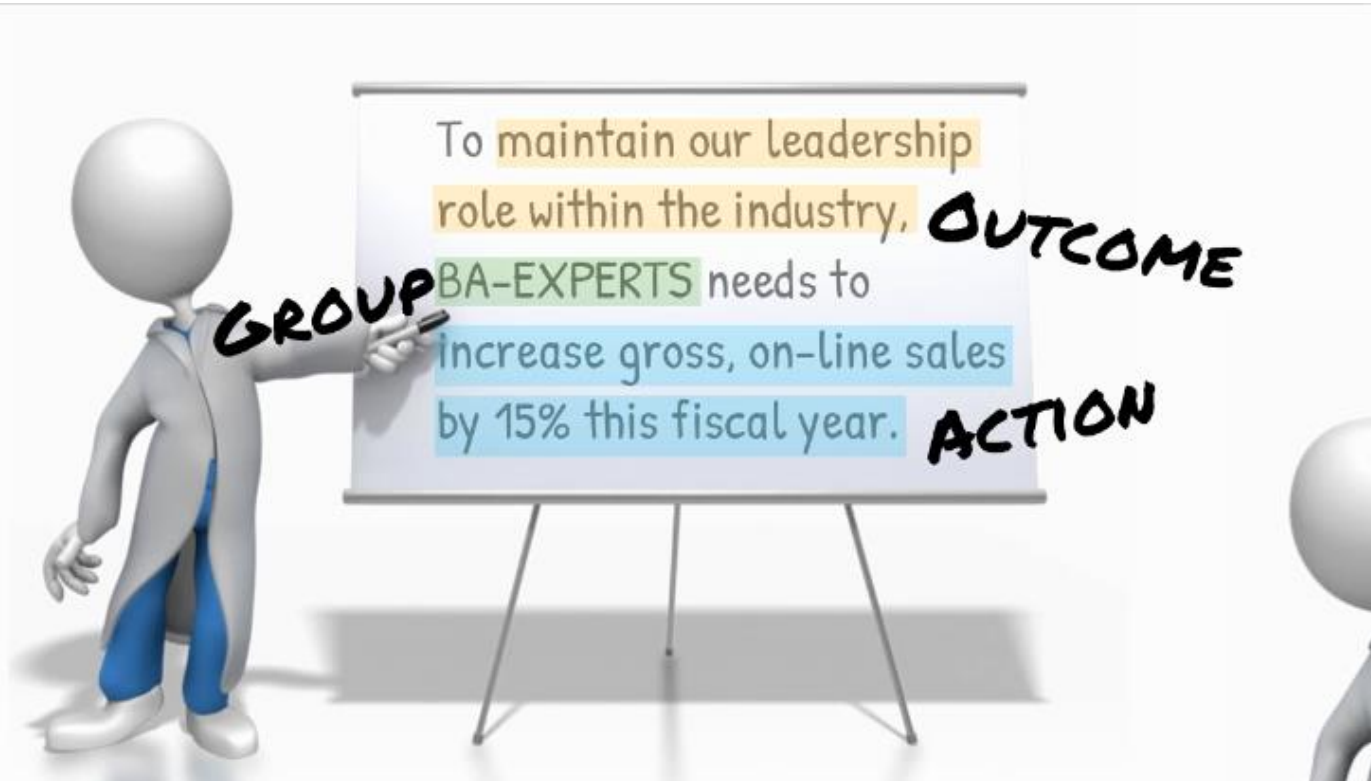 To maintain our leadership
role within the industry,
OUTCOME
GROUP
BA-EXPERTS needs to
increase gross, on-line sales
by 15% this fiscal year.
ACTION